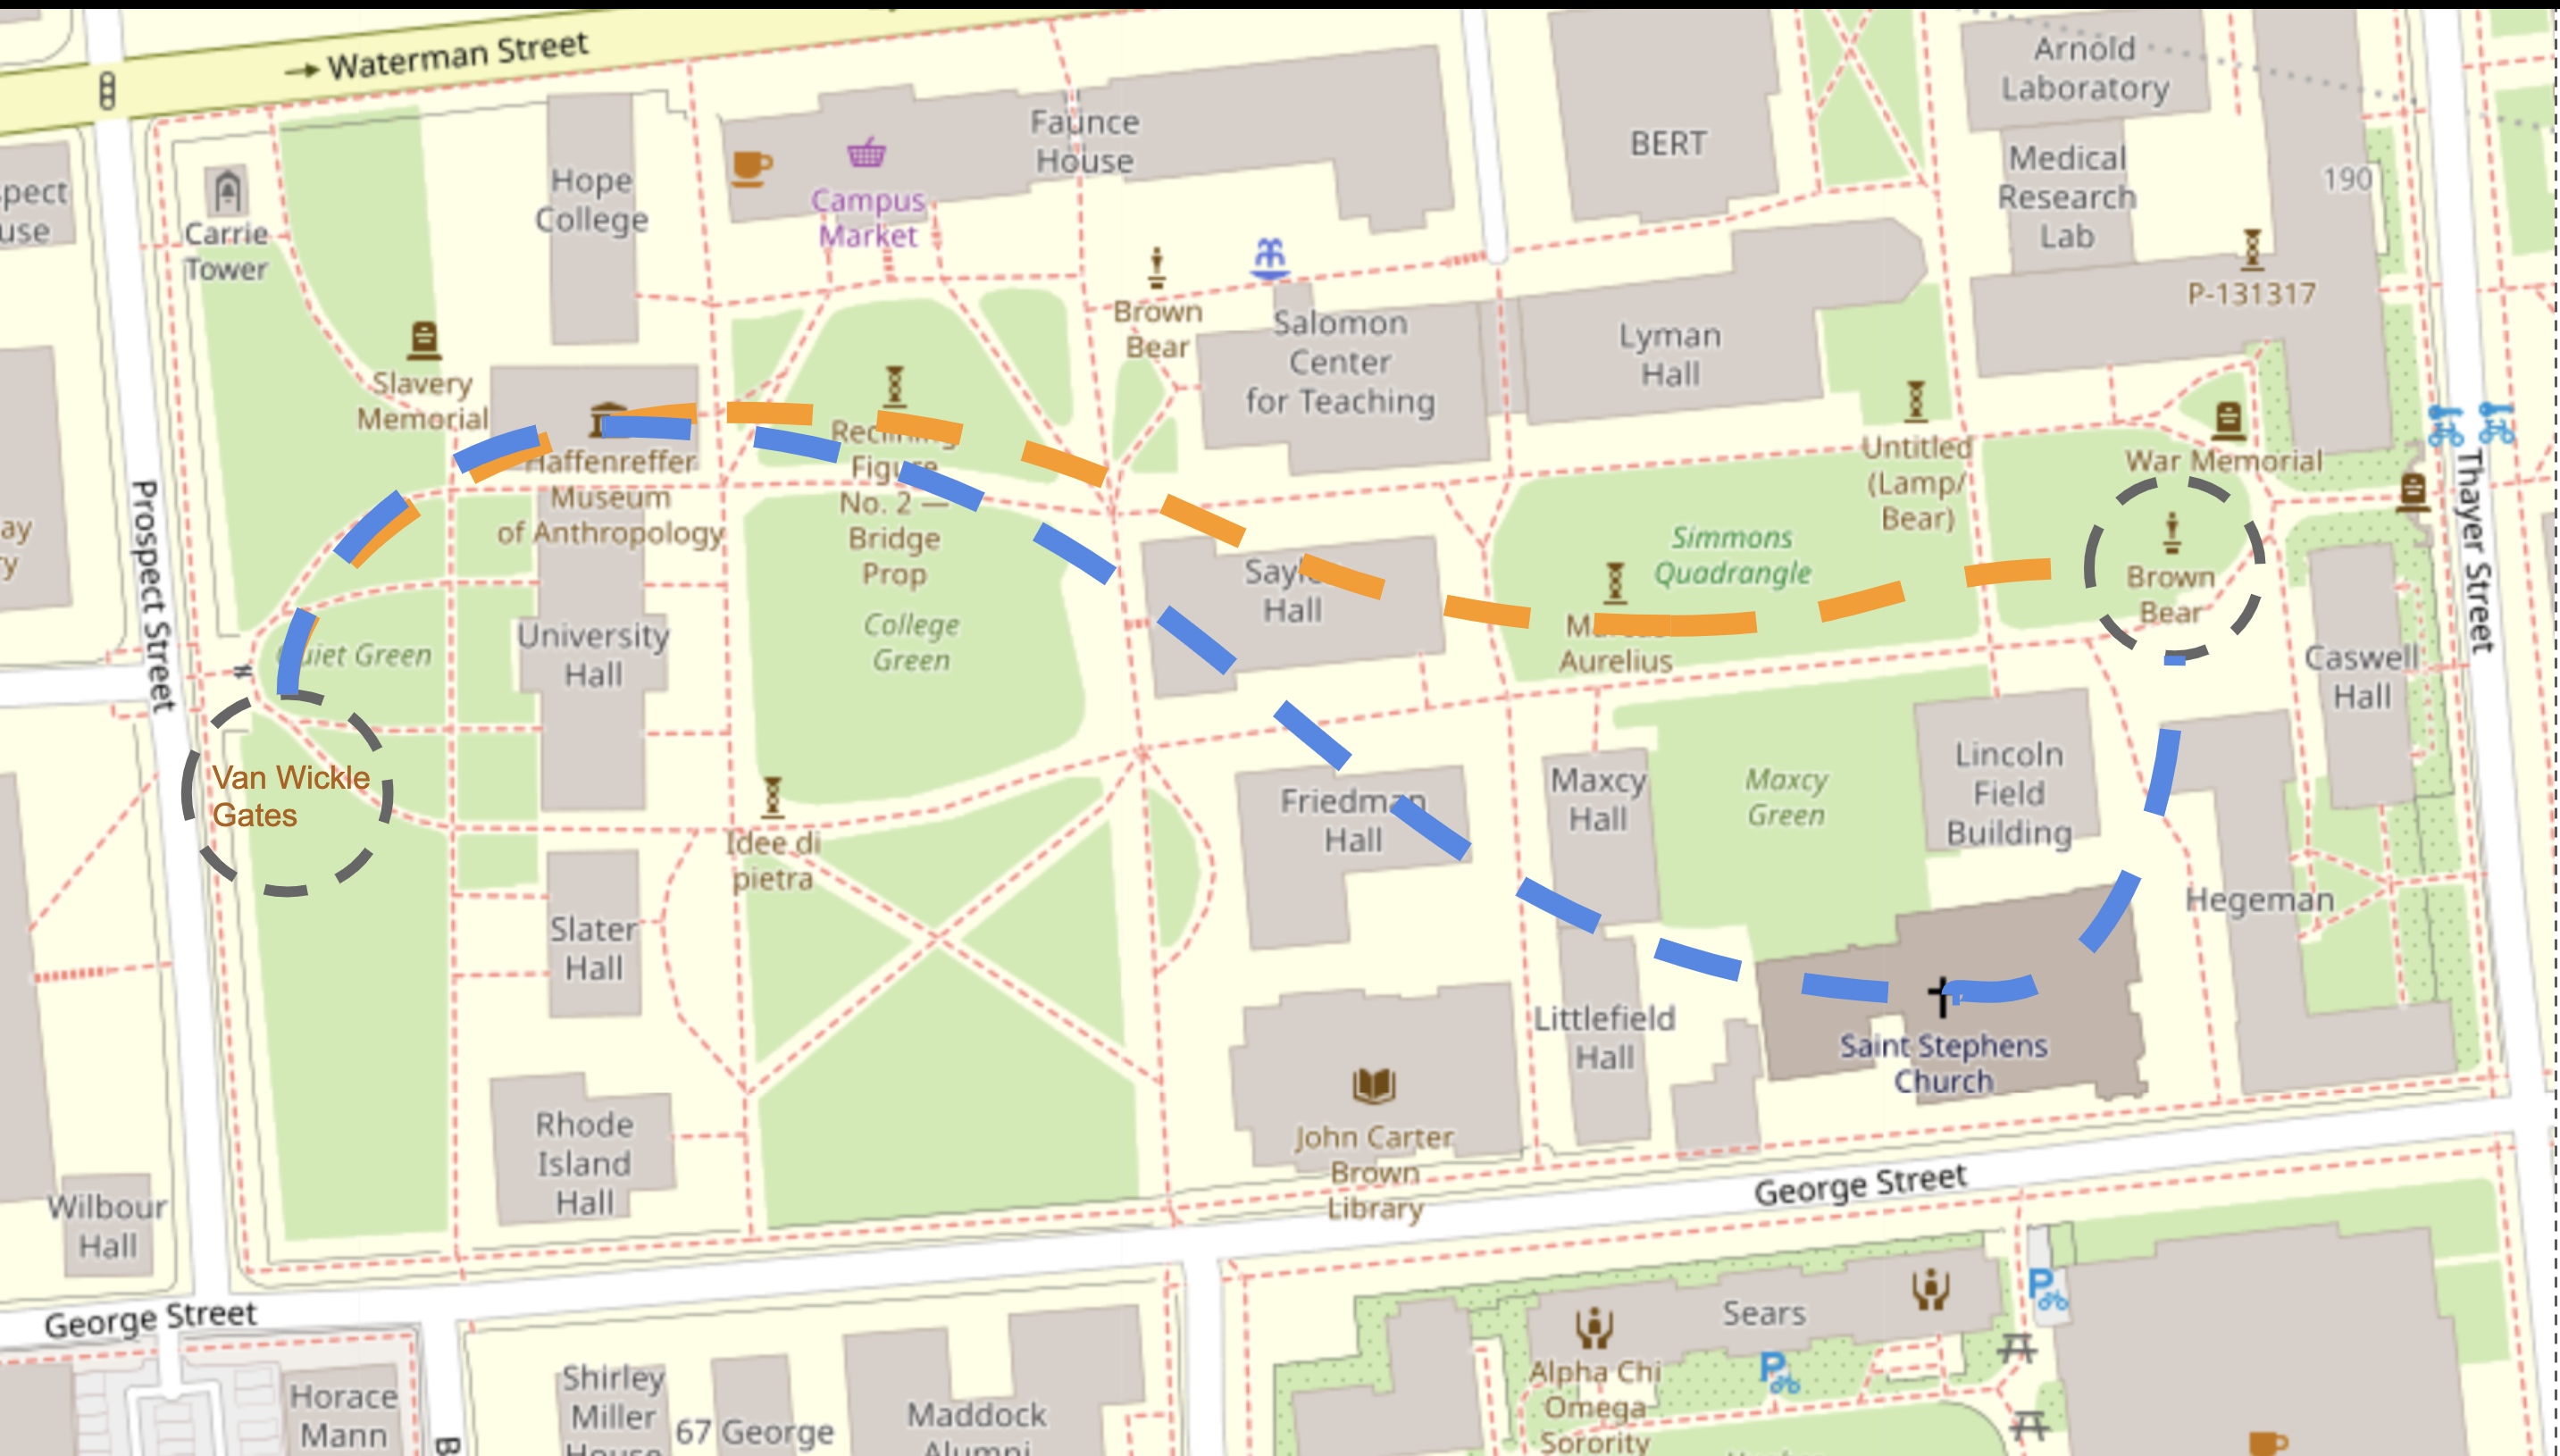 → Waterman Street
Arnold
Laboratory
Faunce
House
BERT
Medical
Research
Lab
190
spect
use
Hope
College
Campus
Market
Carrie
Tower
P-131317
Brown
Bear
Salomon
Center
for Teaching
Lyman
Hall
Slavery
Memorial
Reclining
Figure
No. 2 —
Bridge
Prop
Untitled
(Lamp/
Bear)
War Memorial
Haffenreffer
Museum
of Anthropology
Prospect Street
Thayer Street
ay
y
Simmons
Quadrangle
Sayles
Hall
Brown
Bear
Quiet Green
University
Hall
College
Green
Marcus
Aurelius
Caswell
Hall
Van Wickle
Gates
Friedman
Hall
Maxcy
Hall
Maxcy
Green
Lincoln
Field
Building
Idee di
pietra
Hegeman
Slater
Hall
Littlefield
Hall
Saint Stephens
Church
Rhode
Island
Hall
John Carter
Brown
Library
Wilbour
Hall
George Street
George Street
Sears
Alpha Chi
Omega
Sorority
Horace
Mann
Shirley
Miller
House
67 George
Maddock
Alumni
B
P
P